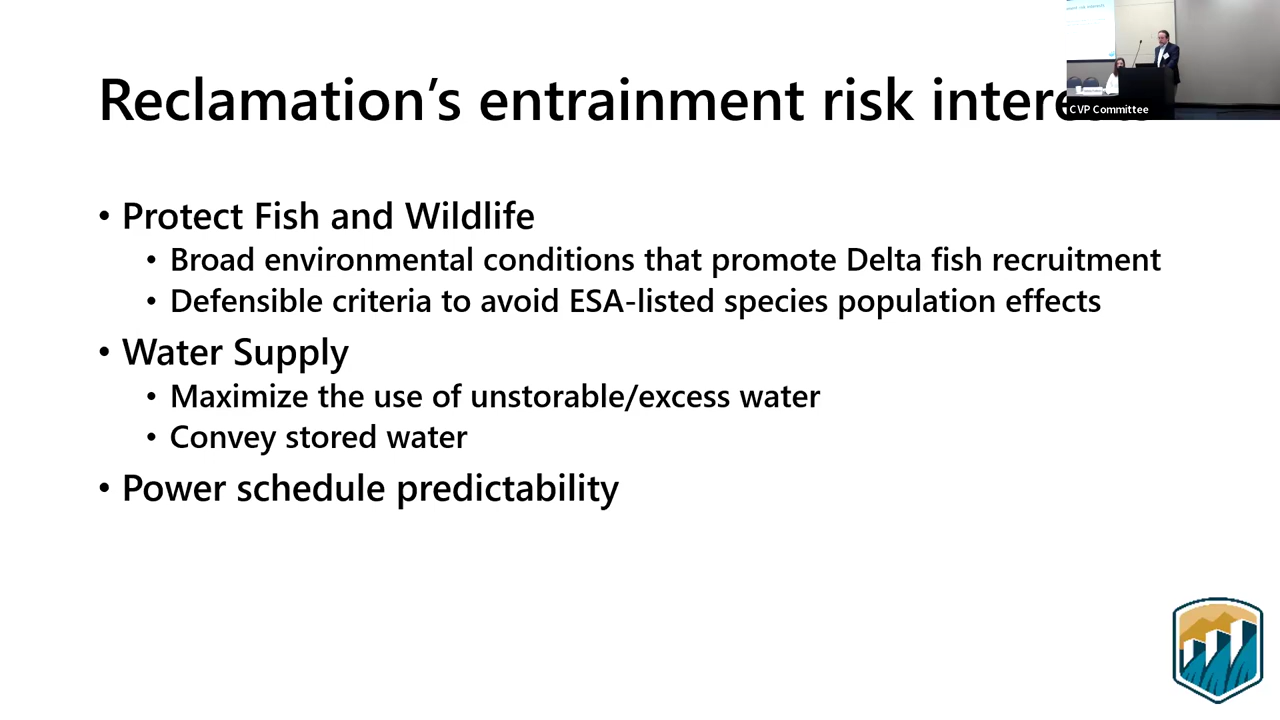 Reclamation's entrainment risk
CVP Committee
• Protect Fish and Wildlife
• Broad environmental conditions that promote Delta fish recruitment
• Defensible criteria to avoid ESA-listed species population effects
• Water Supply
• Maximize the use of unstorable/excess water
• Convey stored water
• Power schedule predictability